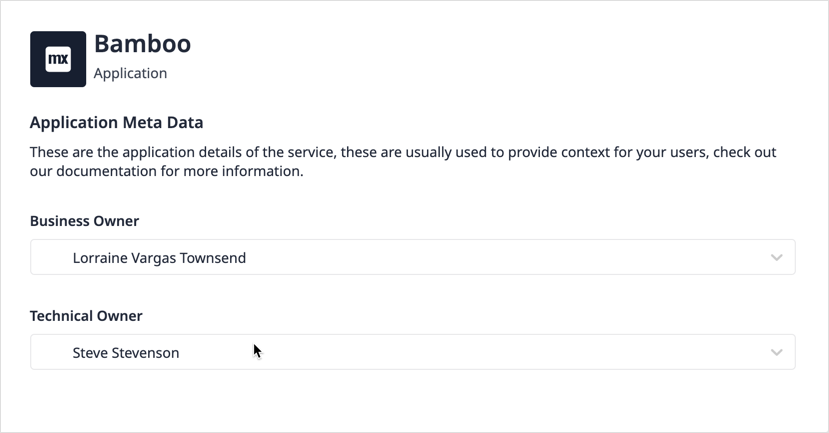 mx
Bamboo
Application
Application Meta Data
These are the application details of the service, these are usually used to provide context for your users, check out
our documentation for more information.
Business Owner
Lorraine Vargas Townsend
Technical Owner
Steve Stevenson